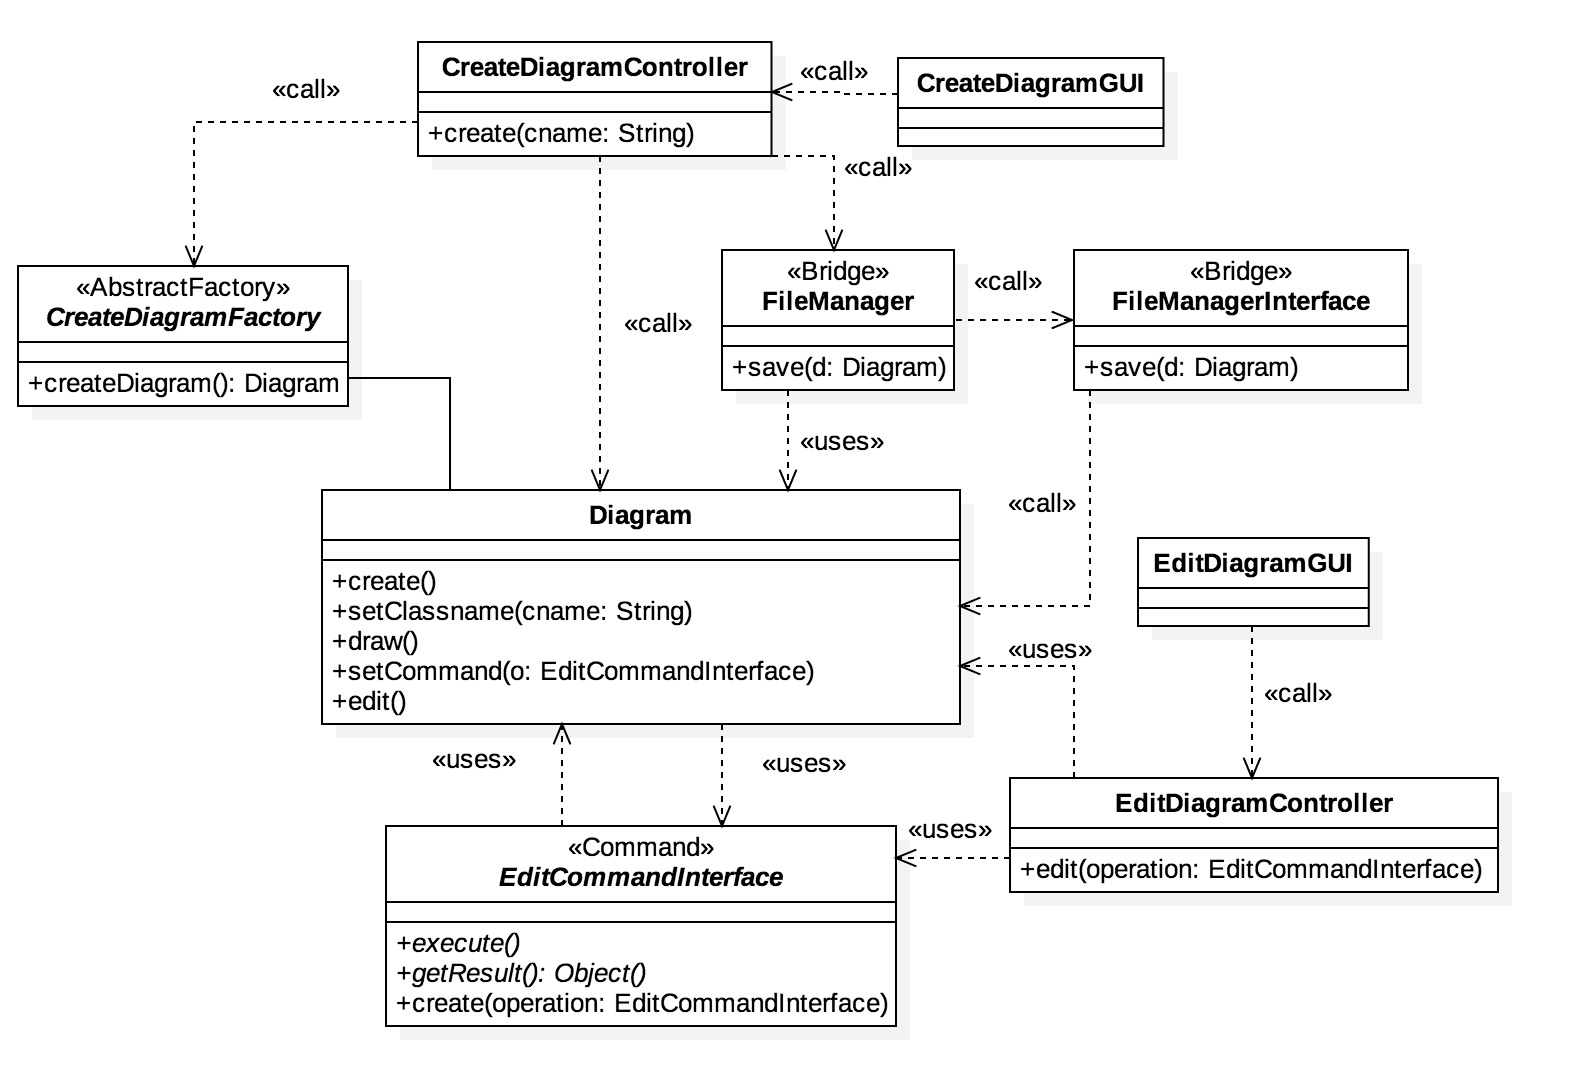 CreateDiagramController
+create(cname: String)
«call»
CreateDiagramGUI
«call»
«call»
«AbstractFactory»
CreateDiagramFactory
+createDiagram(): Diagram
«call»
«Bridge»
FileManager
+save(d: Diagram)
«call»
«Bridge»
FileManagerInterface
+save(d: Diagram)
«uses»
«call»
Diagram
+create()
+setClassname(cname: String)
+draw()
+setCommand(o: EditCommandInterface)
+edit()
EditDiagramGUI
«uses»
«call»
«uses»
«uses»
EditDiagramController
+edit(operation: EditCommandInterface)
«uses»
«Command»
EditCommandInterface
+execute()
+getResult(): Object()
+create(operation: EditCommandInterface)